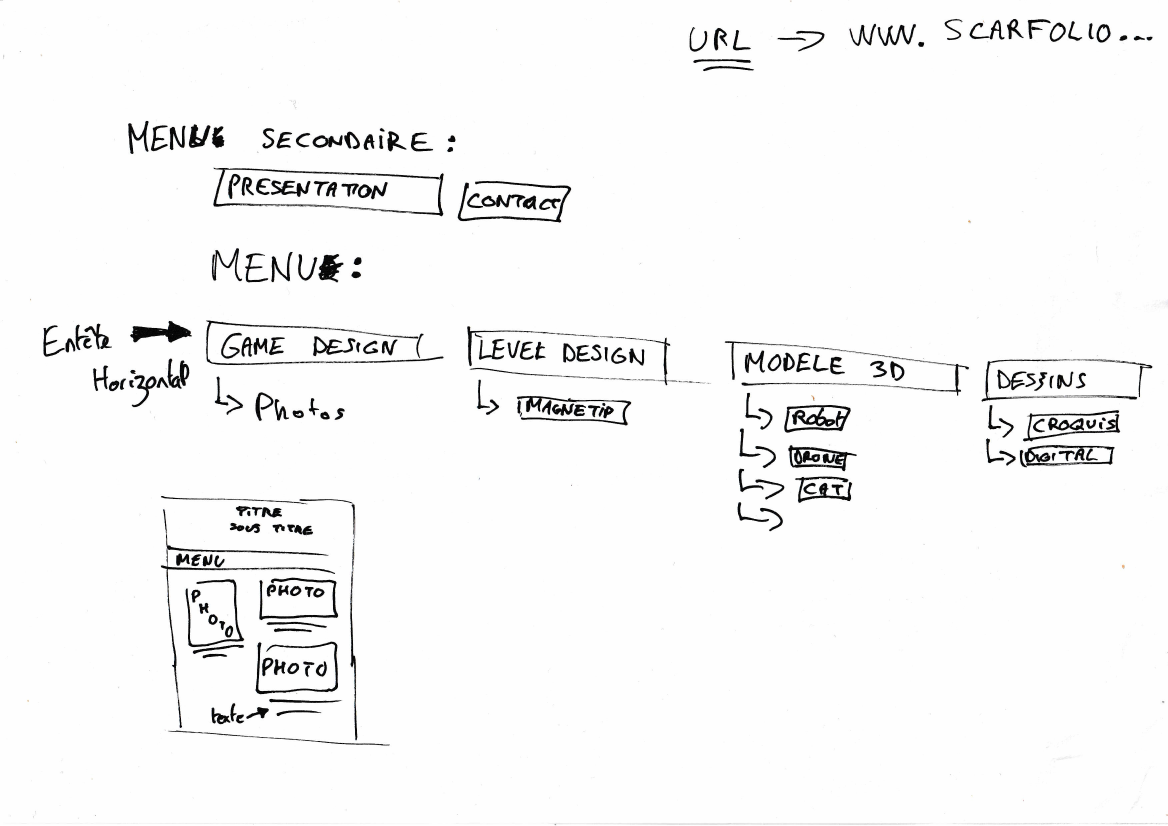 URL → WWW. SCARFOLIO...
MENU SECONDAIRE :
PRESENTATION CONTACT
MENU :
Entête Horizontal
GAME DESIGN LEVEL DESIGN MODELE 3D DESSINS
Photos MAGNETIP Robot CROQUIS
DRONE DIGITAL
CAT
TITRE
SOUS TITRE
MENU
PHOTO PHOTO
PHOTO
texte